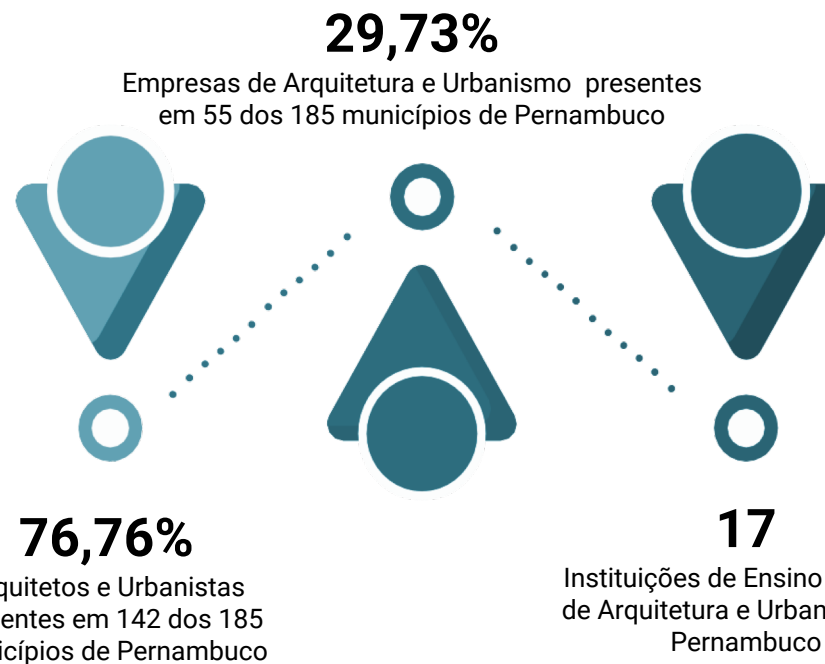 29,73%
Empresas de Arquitetura e Urbanismo presentes
em 55 dos 185 municípios de Pernambuco
76,76%
quitetos e Urbanistas
entes em 142 dos 185
icípios de Pernambuco
17
Instituições de Ensino
de Arquitetura e Urban
Pernambuco